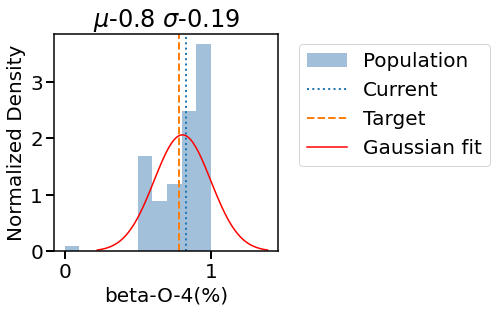 μ-0.8 σ-0.19
Normalized Density
3
2
1
0
0 1
beta-O-4(%)
Population
Current
Target
Gaussian fit